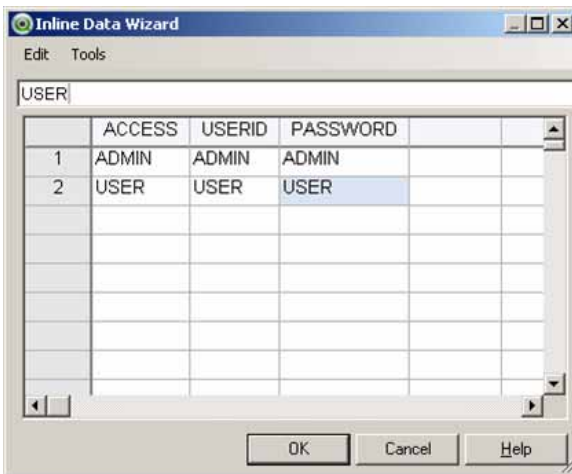 Inline Data Wizard
Edit Tools
USER
ACCESS USERID PASSWORD
1 ADMIN ADMIN ADMIN
2 USER USER USER
OK Cancel Help